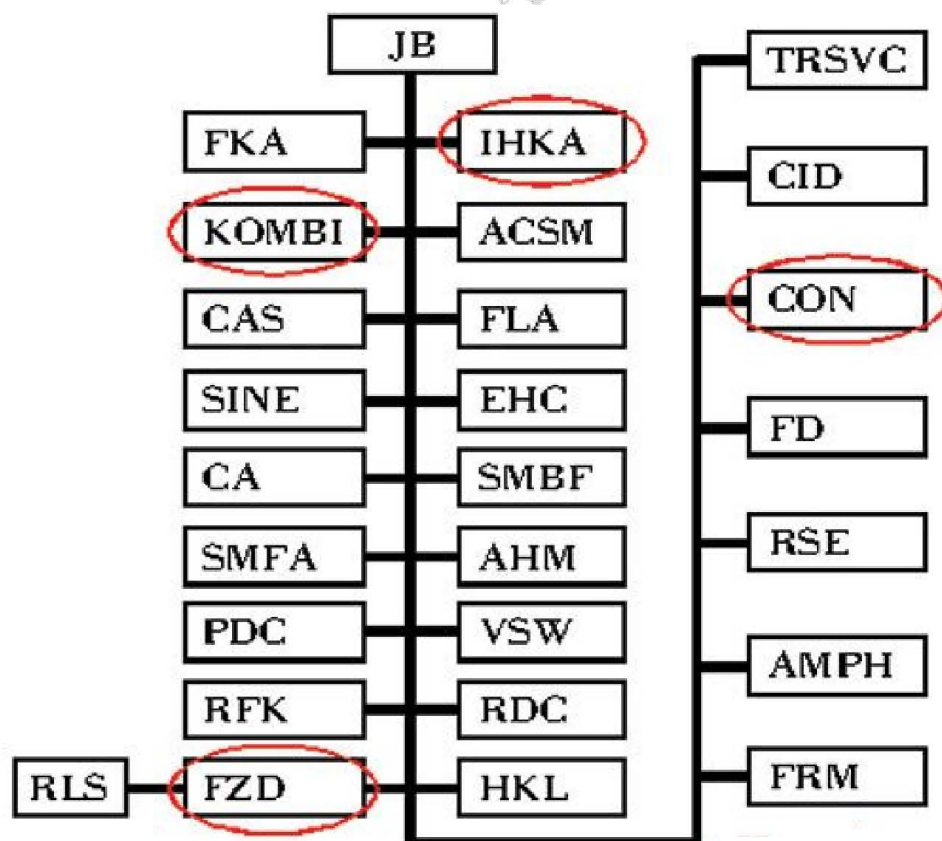 JB
FKA
IHKA
KOMBI
ACSM
CAS
FLA
SINE
EHC
CA
SMBF
SMFA
AHM
PDC
VSW
RFK
RDC
RLS
FZD
HKL
TRSVC
CID
CON
FD
RSE
AMPH
FRM